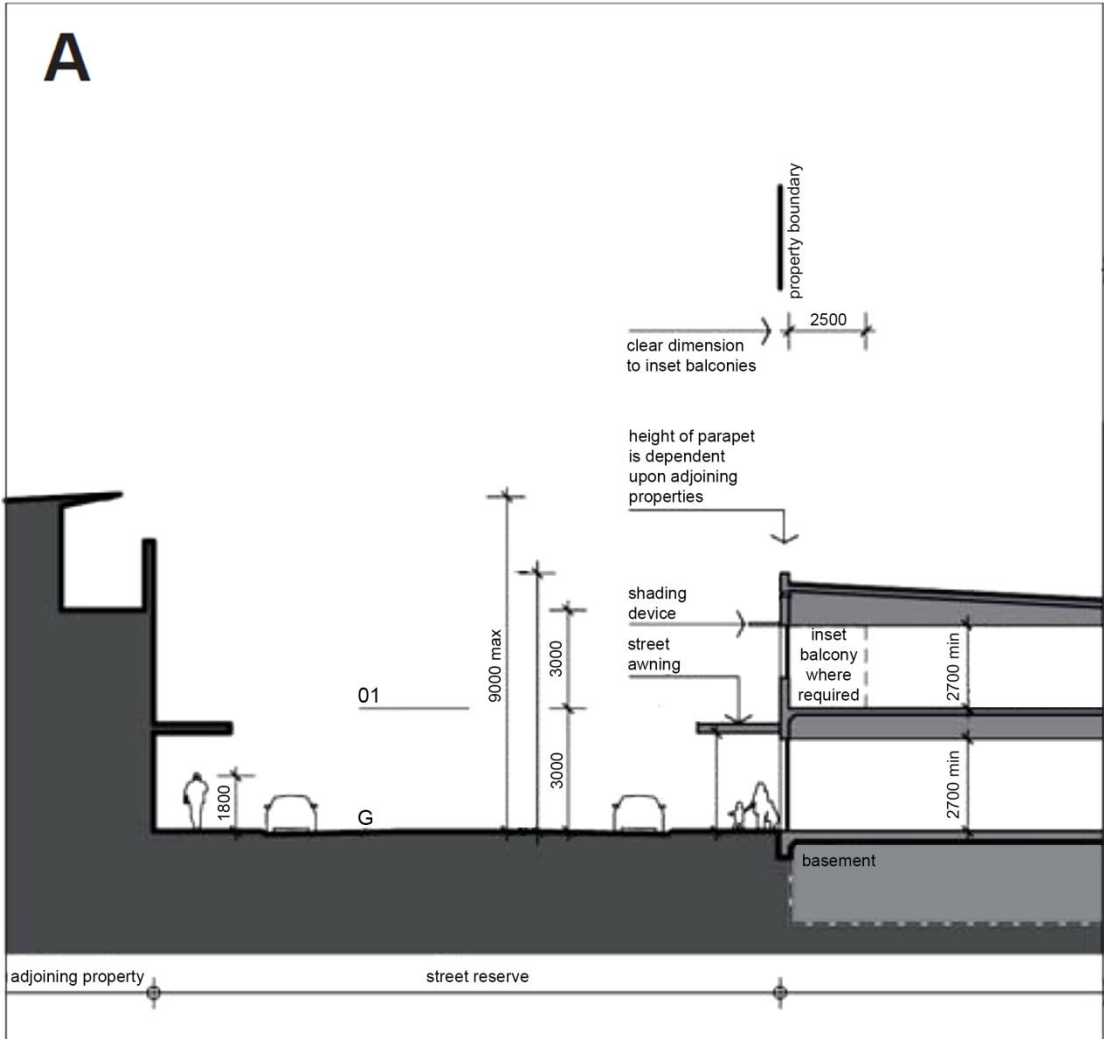 A
property boundary
2500
clear dimension
to inset balconies
height of parapet
is dependent
upon adjoining
properties
shading
device
street
awning
inset
balcony
where
required
2700 min
2700 min
9000 max
3000
3000
01
1800
G
basement
adjoining property
street reserve